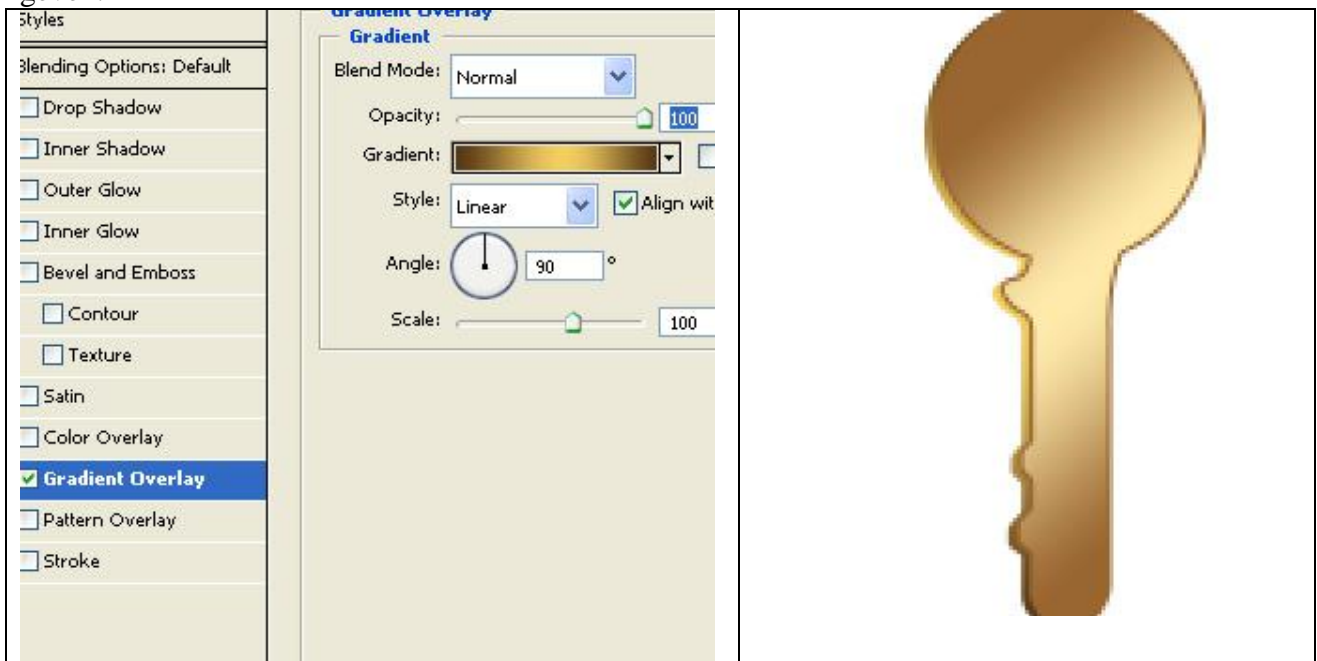 Styles
Blending Options: Default
Drop Shadow
Inner Shadow
Outer Glow
Inner Glow
Bevel and Emboss
Contour
Texture
Satin
Color Overlay
Gradient Overlay
Pattern Overlay
Stroke
Gradient Overlay
Gradient
Blend Mode: Normal
Opacity: 100
Gradient:
Style: Linear Align wit
Angle: 90 °
Scale: 100